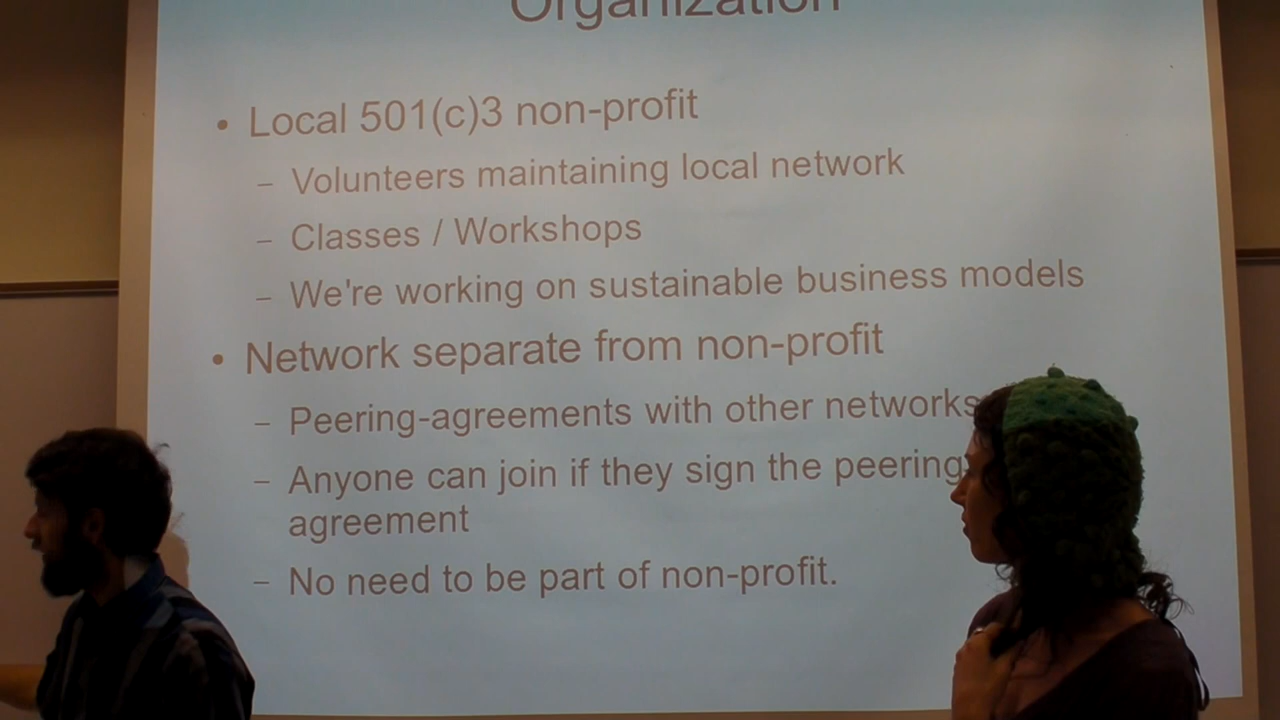 Organization
• Local 501(c)3 non-profit
– Volunteers maintaining local network
– Classes / Workshops
– We're working on sustainable business models
• Network separate from non-profit
– Peering-agreements with other networks
– Anyone can join if they sign the peering
agreement
– No need to be part of non-profit.